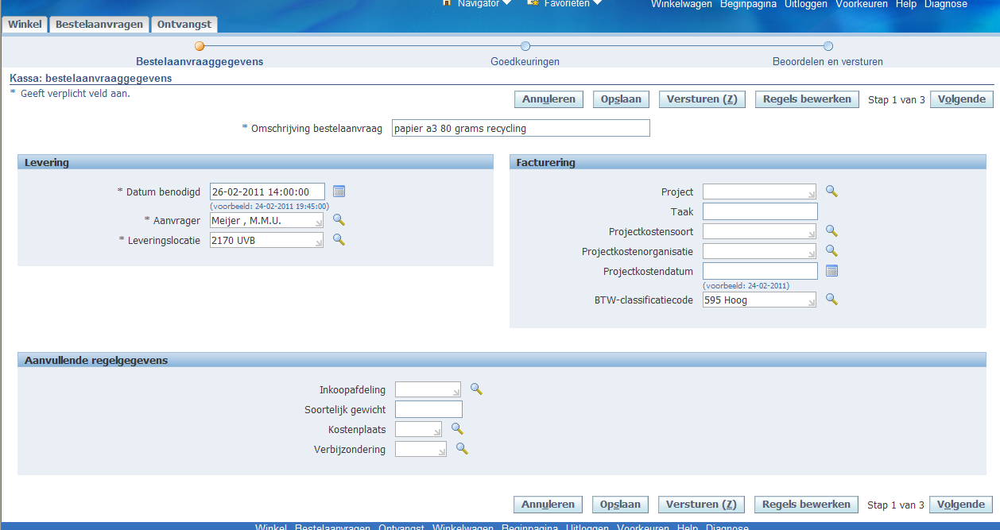 Navigator Favorieten Winkelwagen Beginpagina Uitloggen Voorkeuren Help Diagnose
Winkel Bestelaanvragen Ontvangst
Bestelaanvraaggegevens Goedkeuringen Beoordelen en versturen
Kassa: bestelaanvraaggegevens
* Geeft verplicht veld aan.
Annuleren Opslaan Versturen (Z) Regels bewerken Stap 1 van 3 Volgende
* Omschrijving bestelaanvraag papier a3 80 grams recycling
Levering
* Datum benodigd 26-02-2011 14:00:00
(voorbeeld: 24-02-2011 19:45:00)
* Aanvrager Meijer , M.M.U.
* Leveringslocatie 2170 UVB
Facturering
Project
Taak
Projectkostensoort
Projectkostenorganisatie
Projectkostendatum
(voorbeeld: 24-02-2011)
BTW-classificatiecode 595 Hoog
Aanvullende regelgegevens
Inkoopafdeling
Soortelijk gewicht
Kostenplaats
Verbijzondering
Annuleren Opslaan Versturen (Z) Regels bewerken Stap 1 van 3 Volgende
Winkel Bestelaanvragen Ontvangst Winkelwagen Beginpagina Uitloggen Voorkeuren Help Diagnose